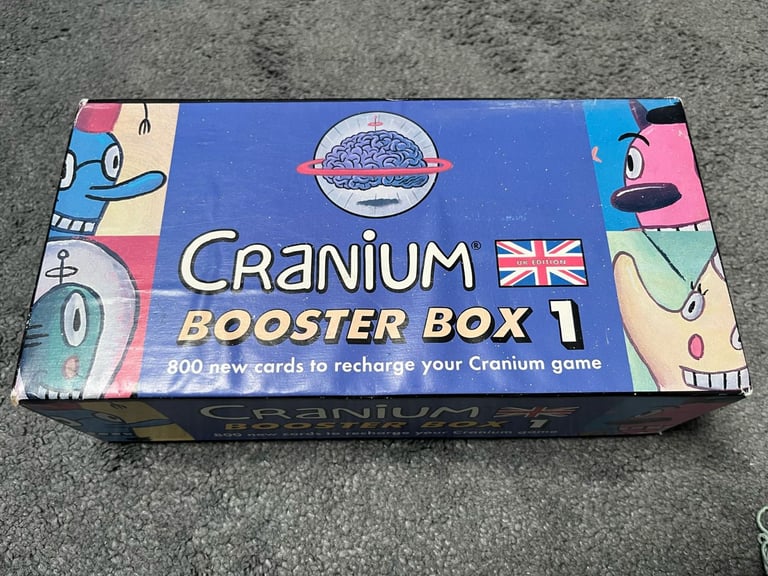 CRANIUM®
UK EDITION
BOOSTER BOX 1
800 new cards to recharge your Cranium game
CRANIUM
BOOSTER BOX 1
800 new cards to recharge your Cranium game